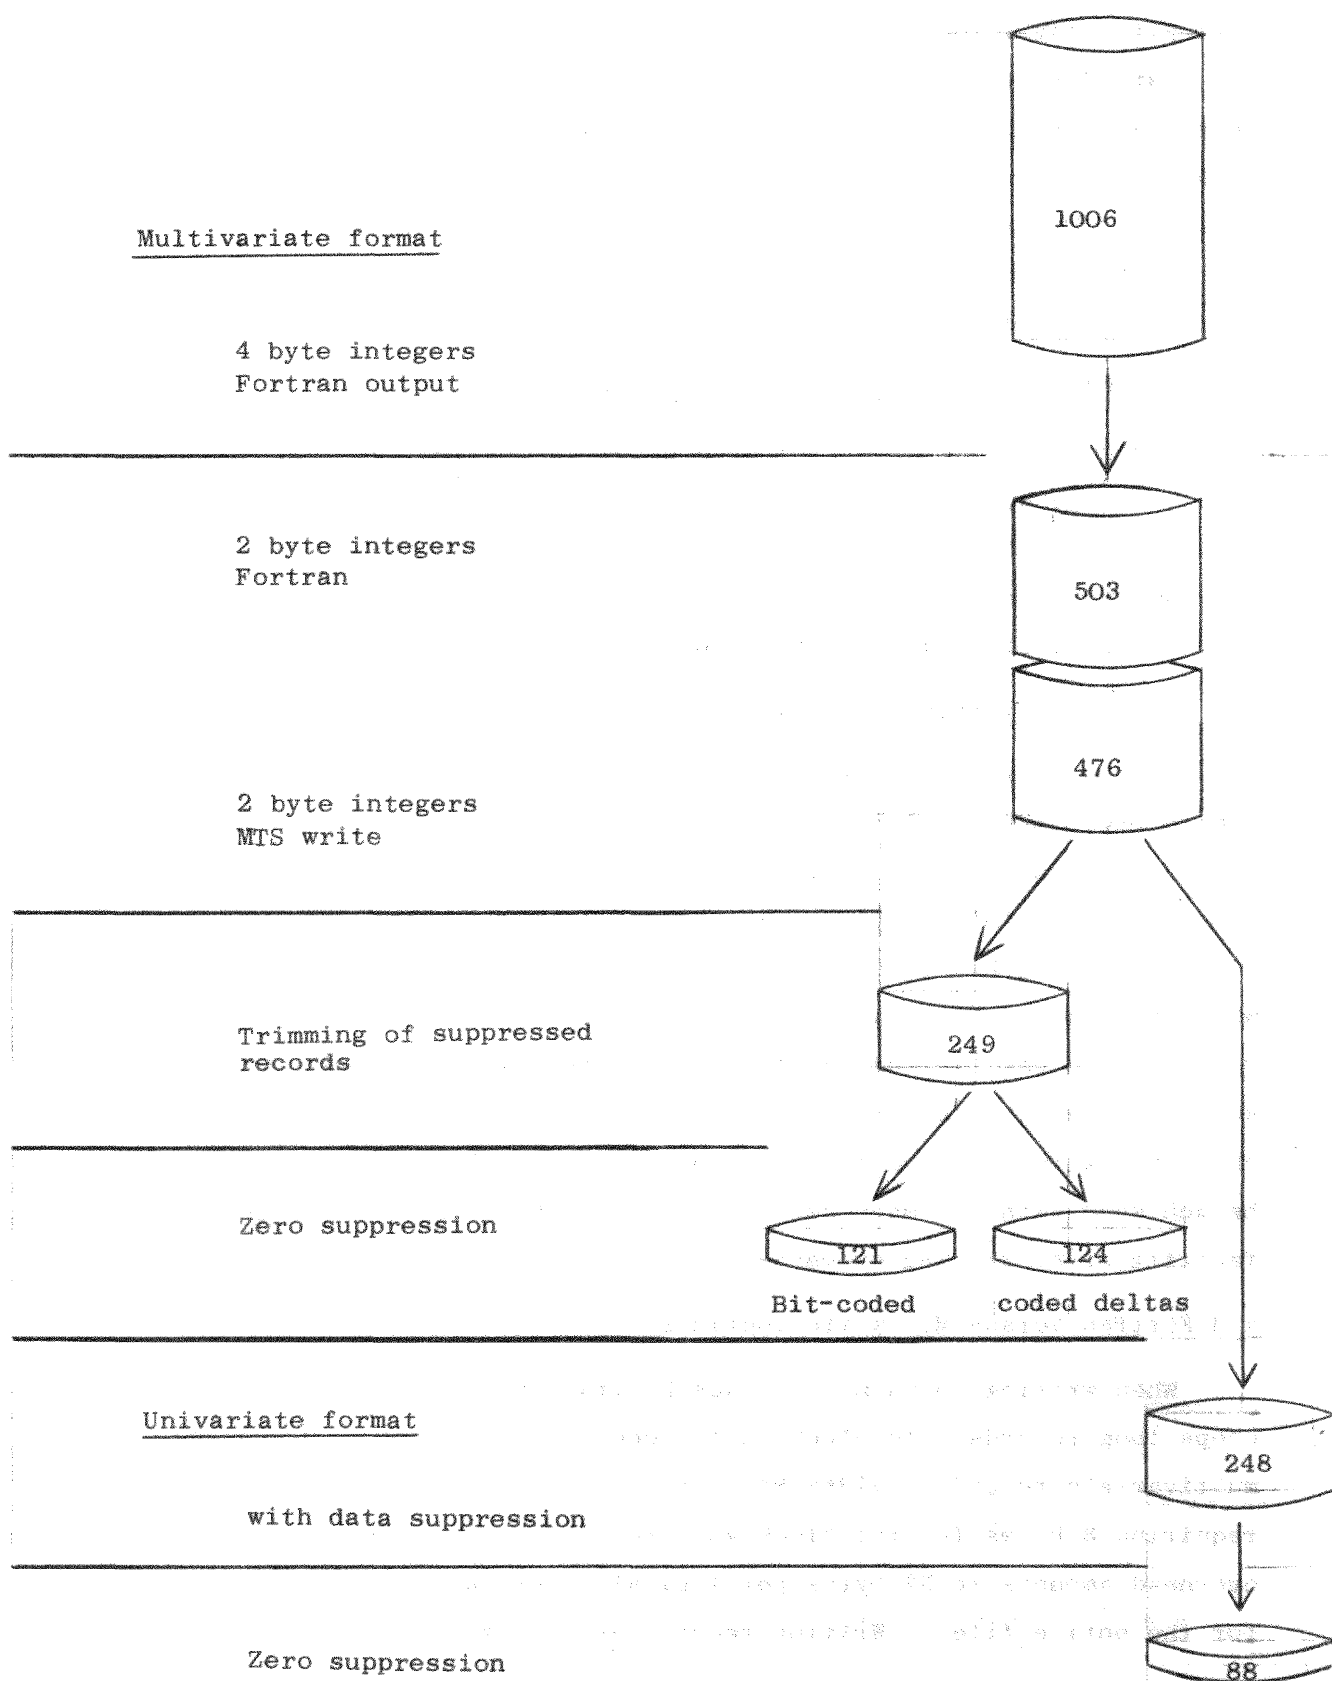 1006
Multivariate format
4 byte integers
Fortran output
2 byte integers
Fortran
503
476
2 byte integers
MTS write
Trimming of suppressed
records
249
Zero suppression
121
124
Bit-coded
coded deltas
Univariate format
248
with data suppression
Zero suppression
88